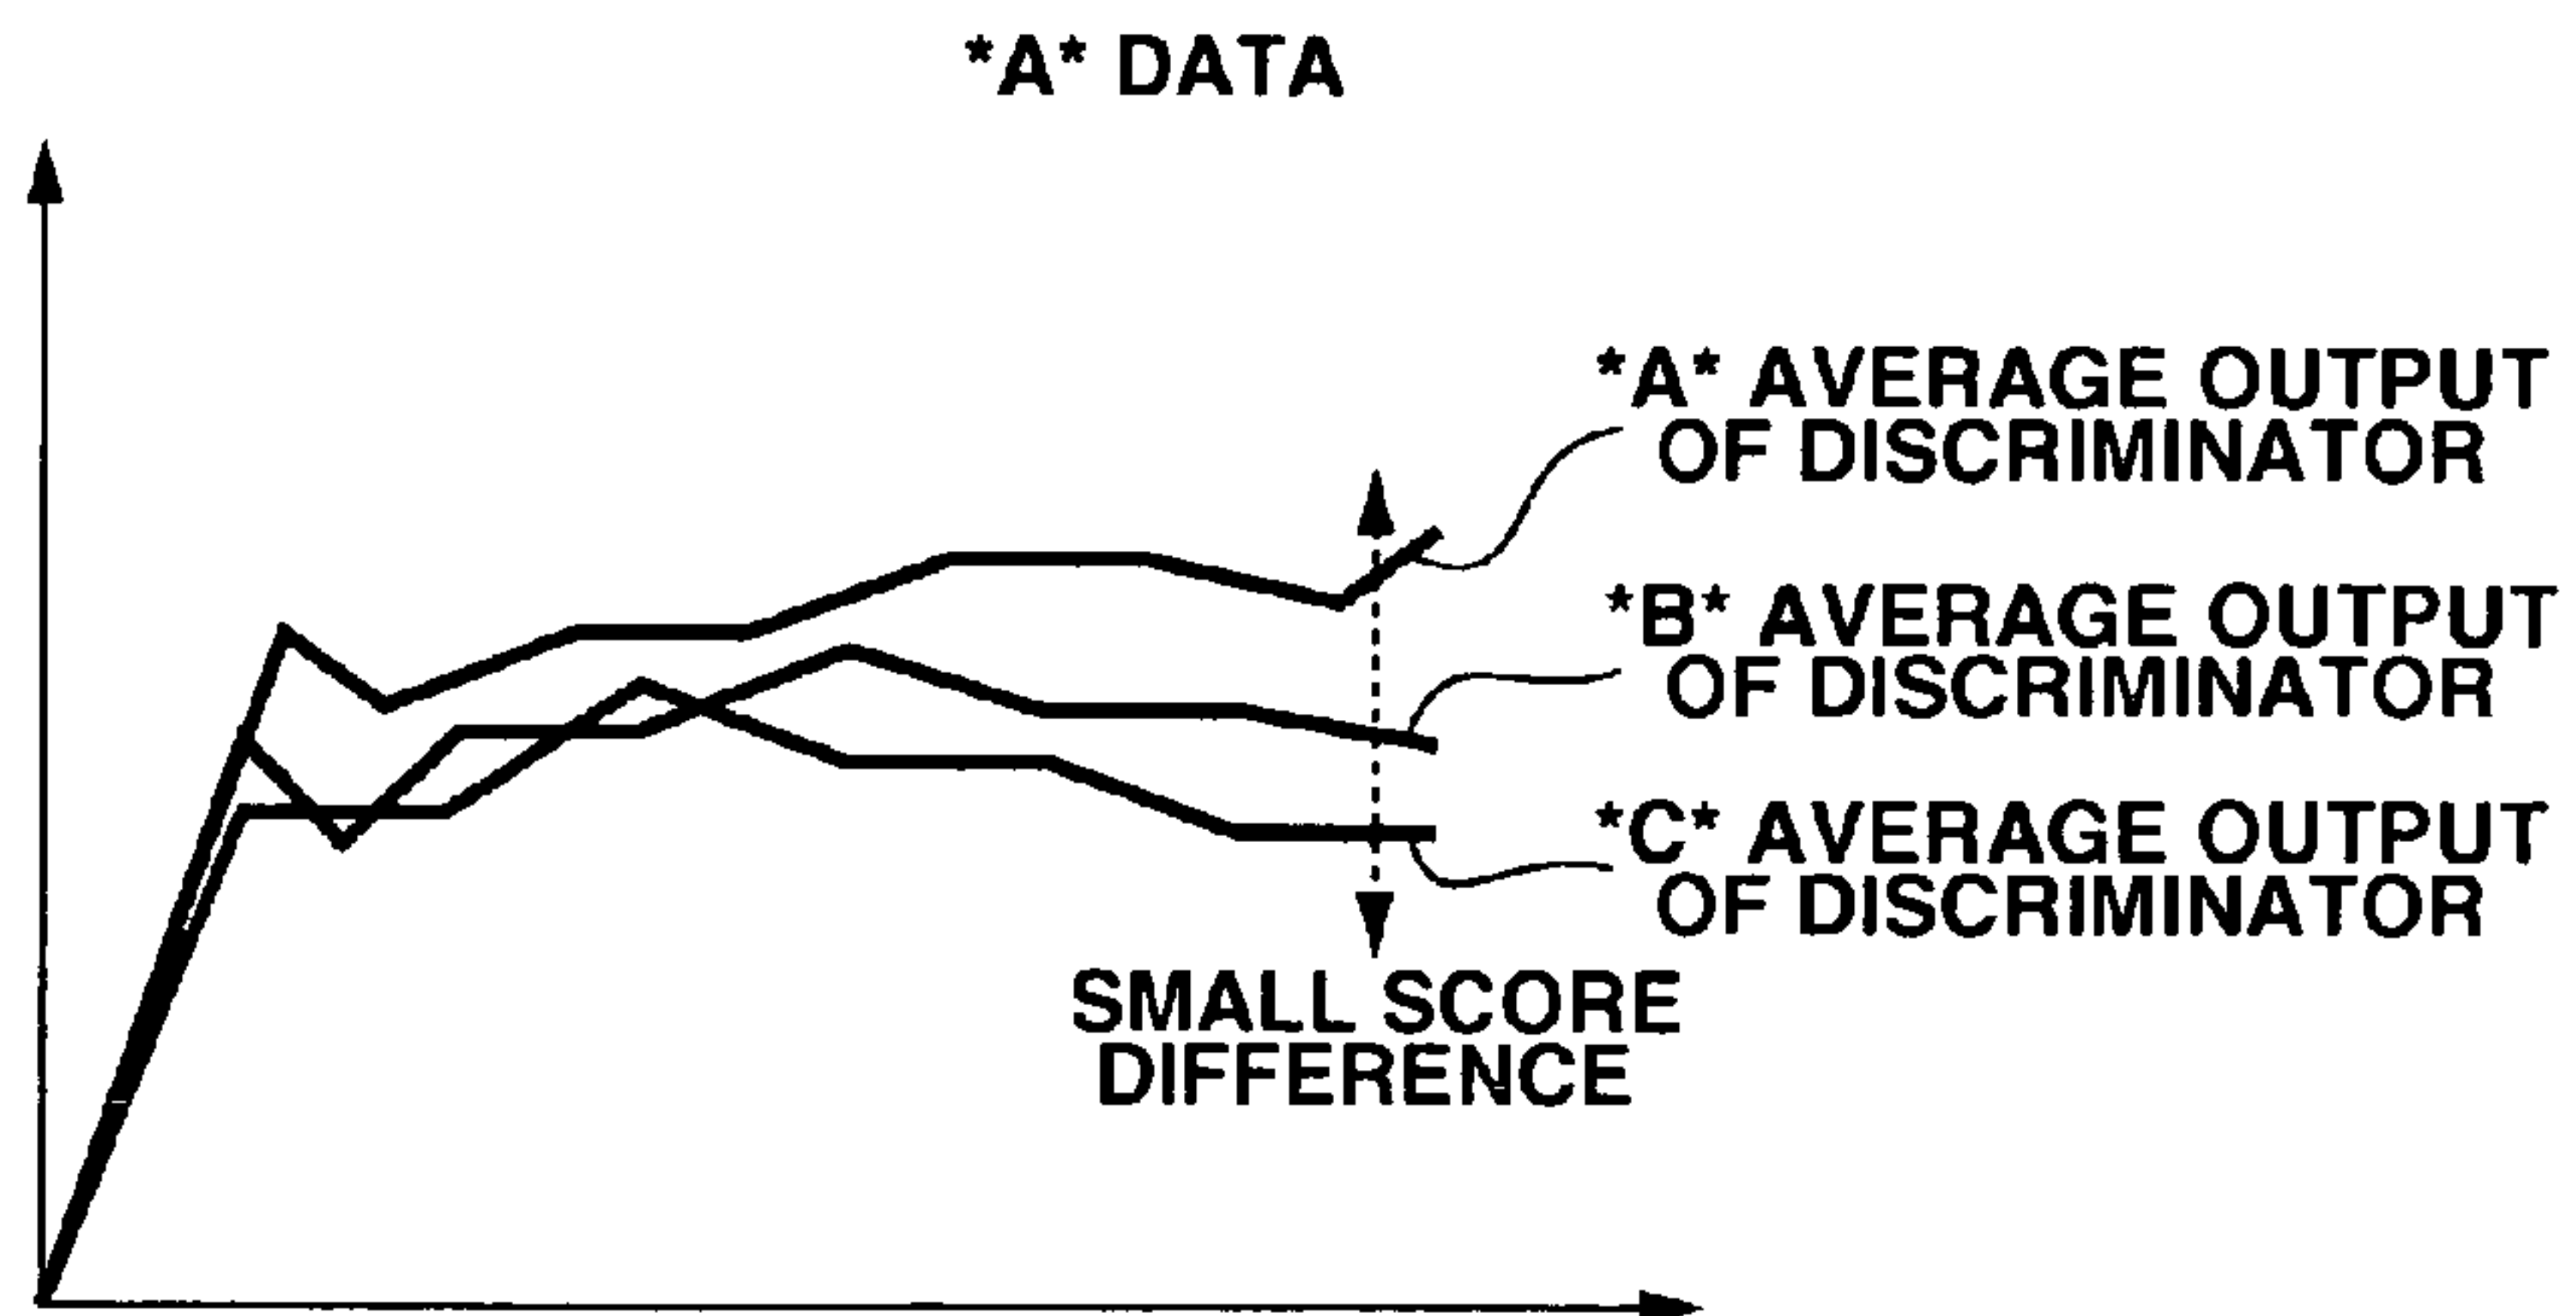 *A* DATA
*A* AVERAGE OUTPUT
OF DISCRIMINATOR
*B* AVERAGE OUTPUT
OF DISCRIMINATOR
*C* AVERAGE OUTPUT
OF DISCRIMINATOR
SMALL SCORE
DIFFERENCE